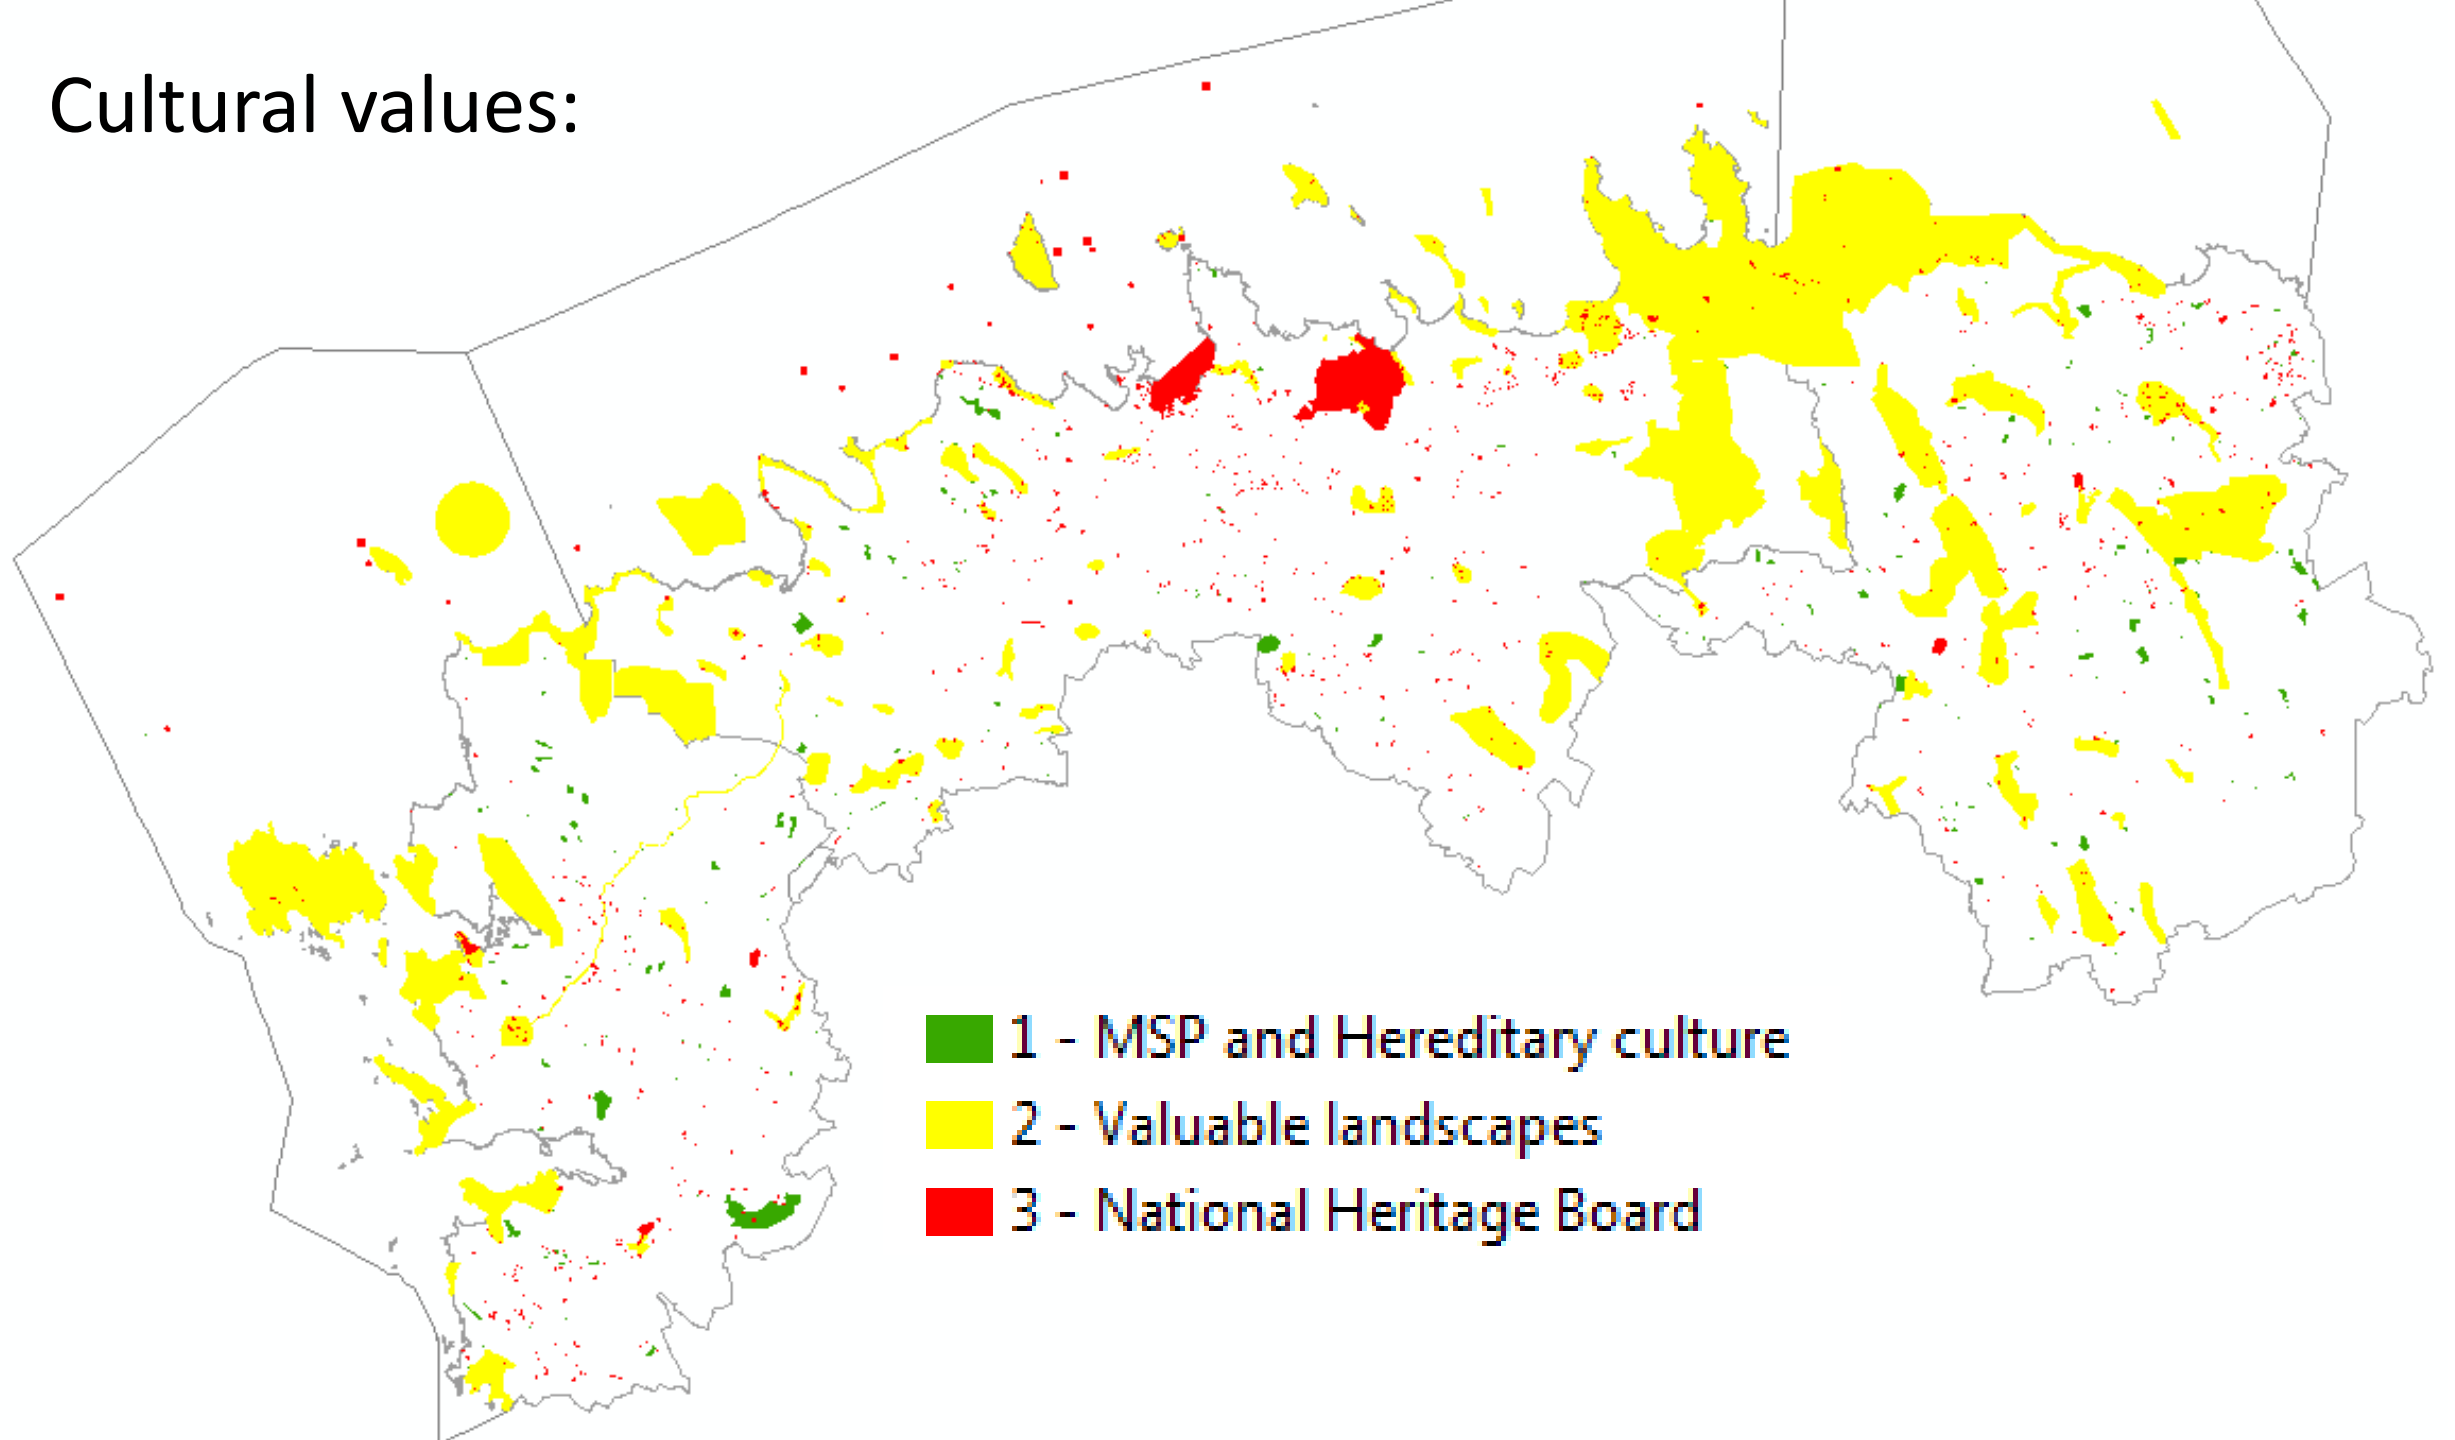 Cultural values:
1 - MSP and Hereditary culture
2 - Valuable landscapes
3 - National Heritage Board